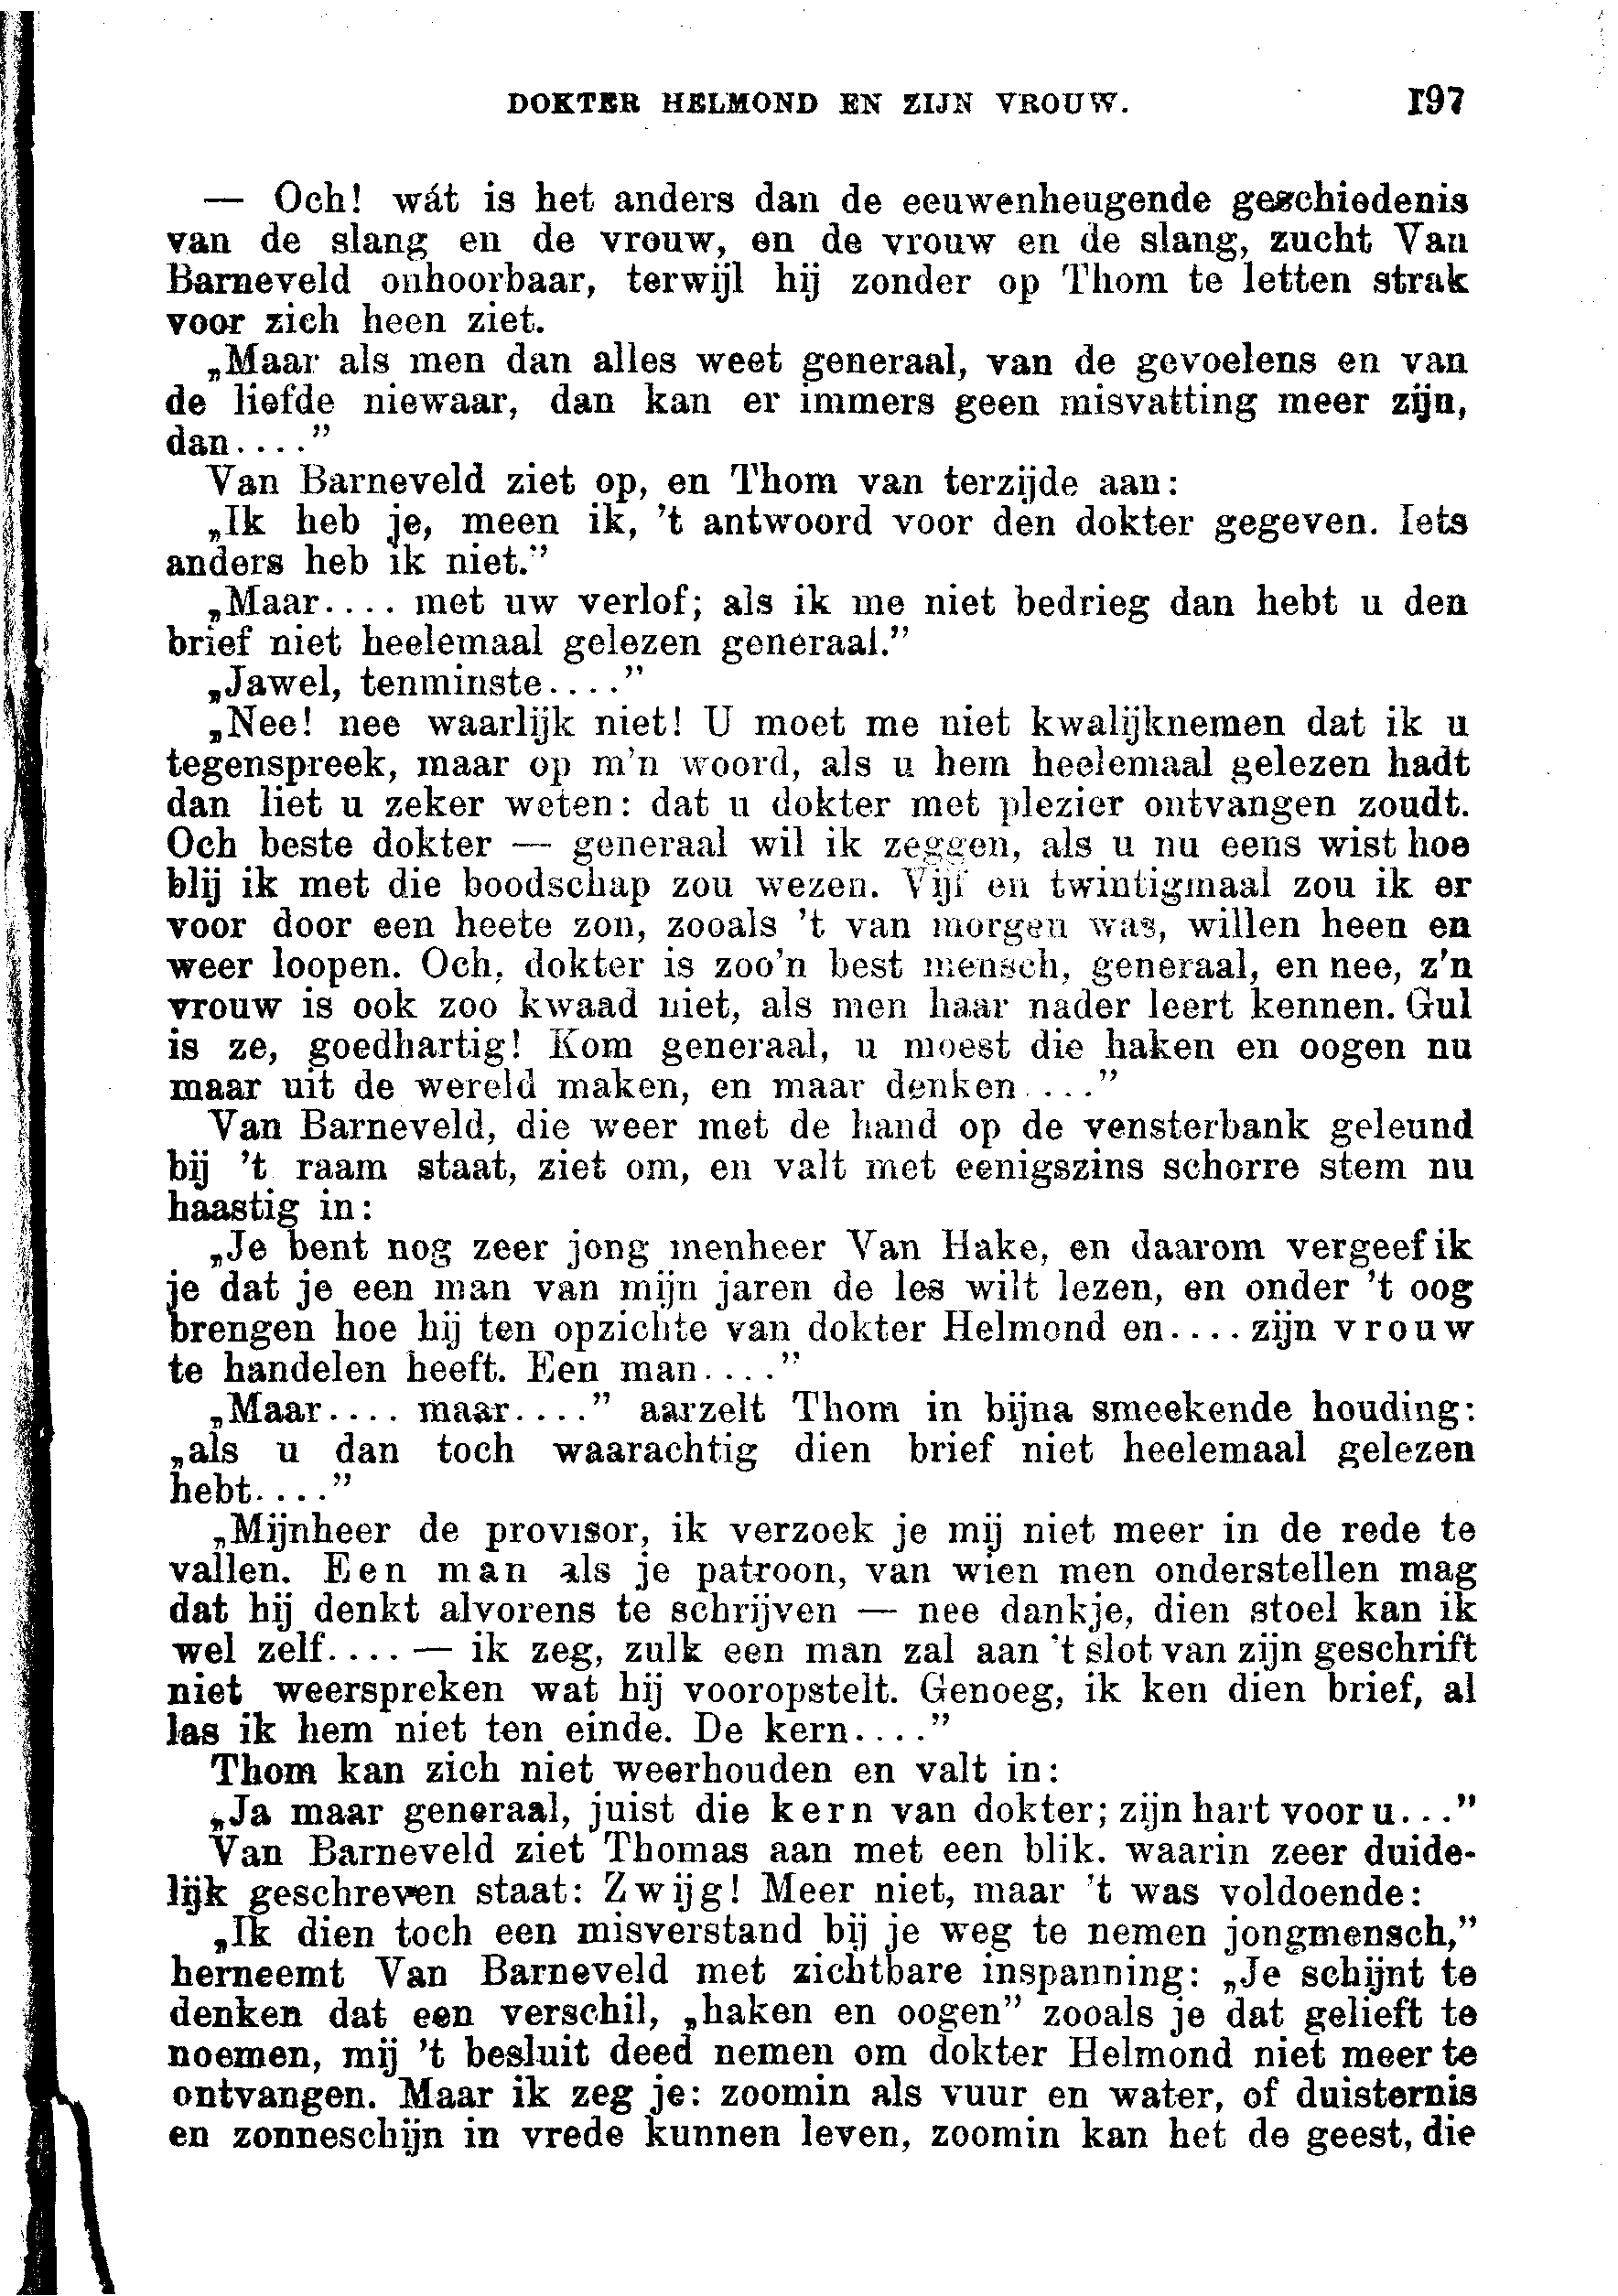 DOKTER HELMOND EN ZIJN VROUW. 197
— Och! wát is het anders dan de eeuwenheugende geschiedenis
van de slang en de vrouw, en de vrouw en de slang, zucht Van
Barneveld onhoorbaar, terwijl hij zonder op Thom te letten strak
voor zich heen ziet.
„Maar als men dan alles weet generaal, van de gevoelens en van
de liefde niewaar, dan kan er immers geen misvatting meer zijn,
dan....”
Van Barneveld ziet op, en Thom van terzijde aan:
„Ik heb je, meen ik, 't antwoord voor den dokter gegeven. Iets
anders heb ik niet.”
„Maar.... met uw verlof; als ik me niet bedrieg dan hebt u den
brief niet heelemaal gelezen generaal.”
„Jawel, tenminste....”
„Nee! nee waarlijk niet! U moet me niet kwalijknemen dat ik u
tegenspreek, maar op m'n woord, als u hem heelemaal gelezen hadt
dan liet u zeker weten: dat u dokter met plezier ontvangen zoudt.
Och beste dokter — generaal wil ik zeggen, als u nu eens wist hoe
blij ik met die boodschap zou wezen. Vijf en twintigmaal zou ik er
voor door een heete zon, zooals 't van morgen was, willen heen en
weer loopen. Och, dokter is zoo'n best mensch, generaal, en nee, z'n
vrouw is ook zoo kwaad niet, als men haar nader leert kennen. Gul
is ze, goedhartig! Kom generaal, u moest die haken en oogen nu
maar uit de wereld maken, en maar denken....”
Van Barneveld, die weer met de hand op de vensterbank geleund
bij 't raam staat, ziet om, en valt met eenigszins schorre stem nu
haastig in:
„Je bent nog zeer jong menheer Van Hake, en daarom vergeef ik
je dat je een man van mijn jaren de les wilt lezen, en onder 't oog
brengen hoe hij ten opzichte van dokter Helmond en.... zijn vrouw
te handelen heeft. Een man....”
„Maar.... maar....” aarzelt Thom in bijna smeekende houding:
„als u dan toch waarachtig dien brief niet heelemaal gelezen
hebt....”
„Mijnheer de provisor, ik verzoek je mij niet meer in de rede te
vallen. Een man als je patroon, van wien men onderstellen mag
dat hij denkt alvorens te schrijven — nee dankje, dien stoel kan ik
wel zelf.... — ik zeg, zulk een man zal aan 't slot van zijn geschrift
niet weerspreken wat hij vooropstelt. Genoeg, ik ken dien brief, al
las ik hem niet ten einde. De kern....”
Thom kan zich niet weerhouden en valt in:
„Ja maar generaal, juist die kern van dokter; zijn hart voor u...”
Van Barneveld ziet Thomas aan met een blik. waarin zeer duide-
lijk geschreven staat: Zwijg! Meer niet, maar 't was voldoende:
„Ik dien toch een misverstand bij je weg te nemen jongmensch,”
herneemt Van Barneveld met zichtbare inspanning: „Je schijnt te
denken dat een verschil, „haken en oogen” zooals je dat gelieft te
noemen, mij 't besluit deed nemen om dokter Helmond niet meer te
ontvangen. Maar ik zeg je: zoomin als vuur en water, of duisternis
en zonneschijn in vrede kunnen leven, zoomin kan het de geest, die